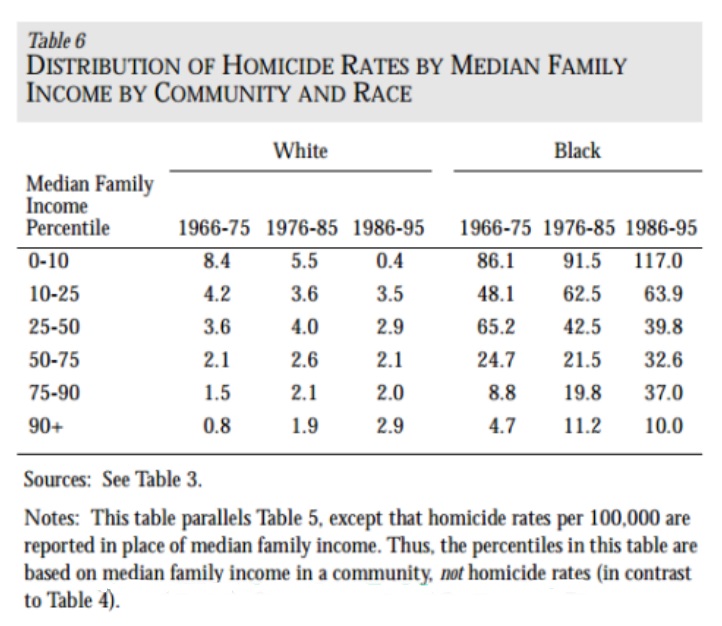 Table 6
DISTRIBUTION OF HOMICIDE RATES BY MEDIAN FAMILY
INCOME BY COMMUNITY AND RACE
White Black
Median Family
Income
Percentile 1966-75 1976-85 1986-95 1966-75 1976-85 1986-95
0-10 8.4 5.5 0.4 86.1 91.5 117.0
10-25 4.2 3.6 3.5 48.1 62.5 63.9
25-50 3.6 4.0 2.9 65.2 42.5 39.8
50-75 2.1 2.6 2.1 24.7 21.5 32.6
75-90 1.5 2.1 2.0 8.8 19.8 37.0
90+ 0.8 1.9 2.9 4.7 11.2 10.0
Sources: See Table 3.
Notes: This table parallels Table 5, except that homicide rates per 100,000 are
reported in place of median family income. Thus, the percentiles in this table are
based on median family income in a community, not homicide rates (in contrast
to Table 4).